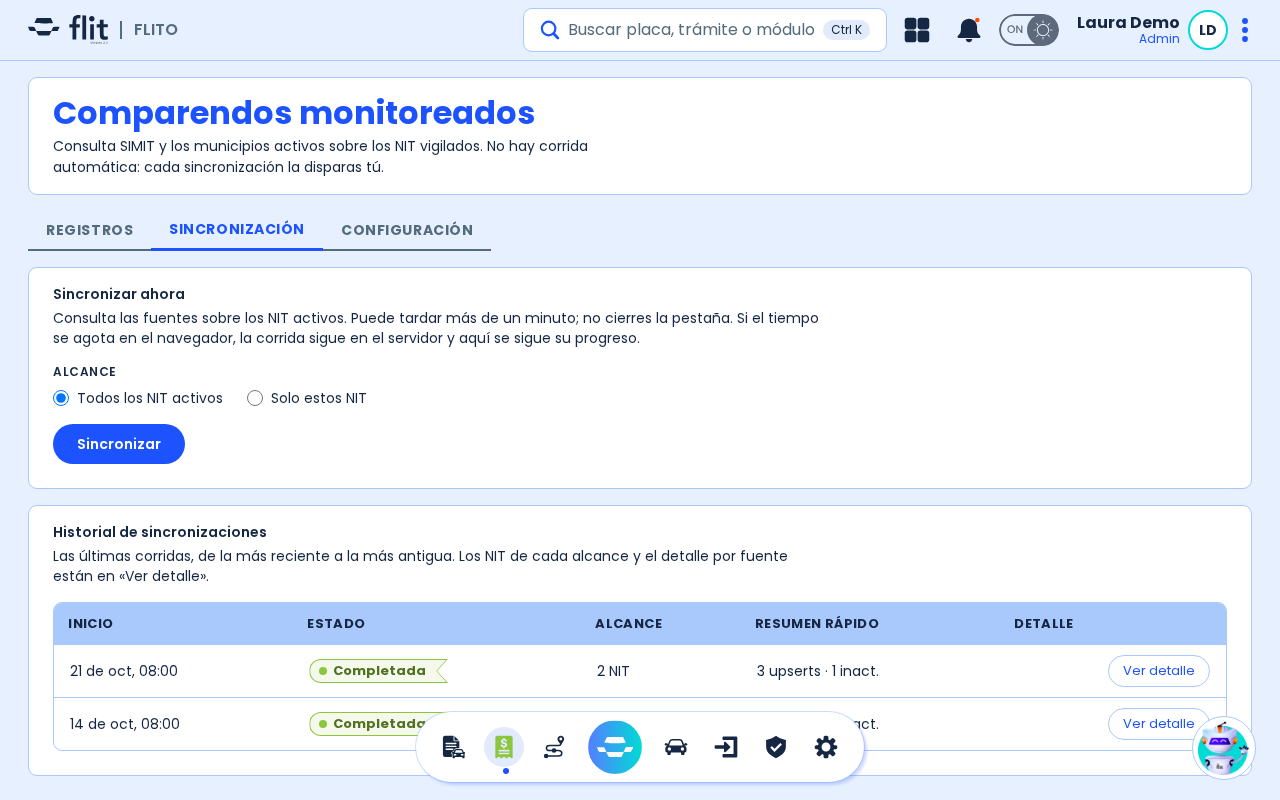 flit
FLITO
Buscar placa, trámite o módulo
Ctrl K
ON
Laura Demo
Admin
LD
Comparendos monitoreados
Consulta SIMIT y los municipios activos sobre los NIT vigilados. No hay corrida
automática: cada sincronización la disparas tú.
REGISTROS
SINCRONIZACIÓN
CONFIGURACIÓN
Sincronizar ahora
Consulta las fuentes sobre los NIT activos. Puede tardar más de un minuto; no cierres la pestaña. Si el tiempo
se agota en el navegador, la corrida sigue en el servidor y aquí se sigue su progreso.
ALCANCE
Todos los NIT activos
Solo estos NIT
Sincronizar
Historial de sincronizaciones
Las últimas corridas, de la más reciente a la más antigua. Los NIT de cada alcance y el detalle por fuente
están en «Ver detalle».
INICIO ESTADO ALCANCE RESUMEN RÁPIDO DETALLE
21 de oct, 08:00 Completada 2 NIT 3 upserts · 1 inact. Ver detalle
14 de oct, 08:00 Completada Ver detalle